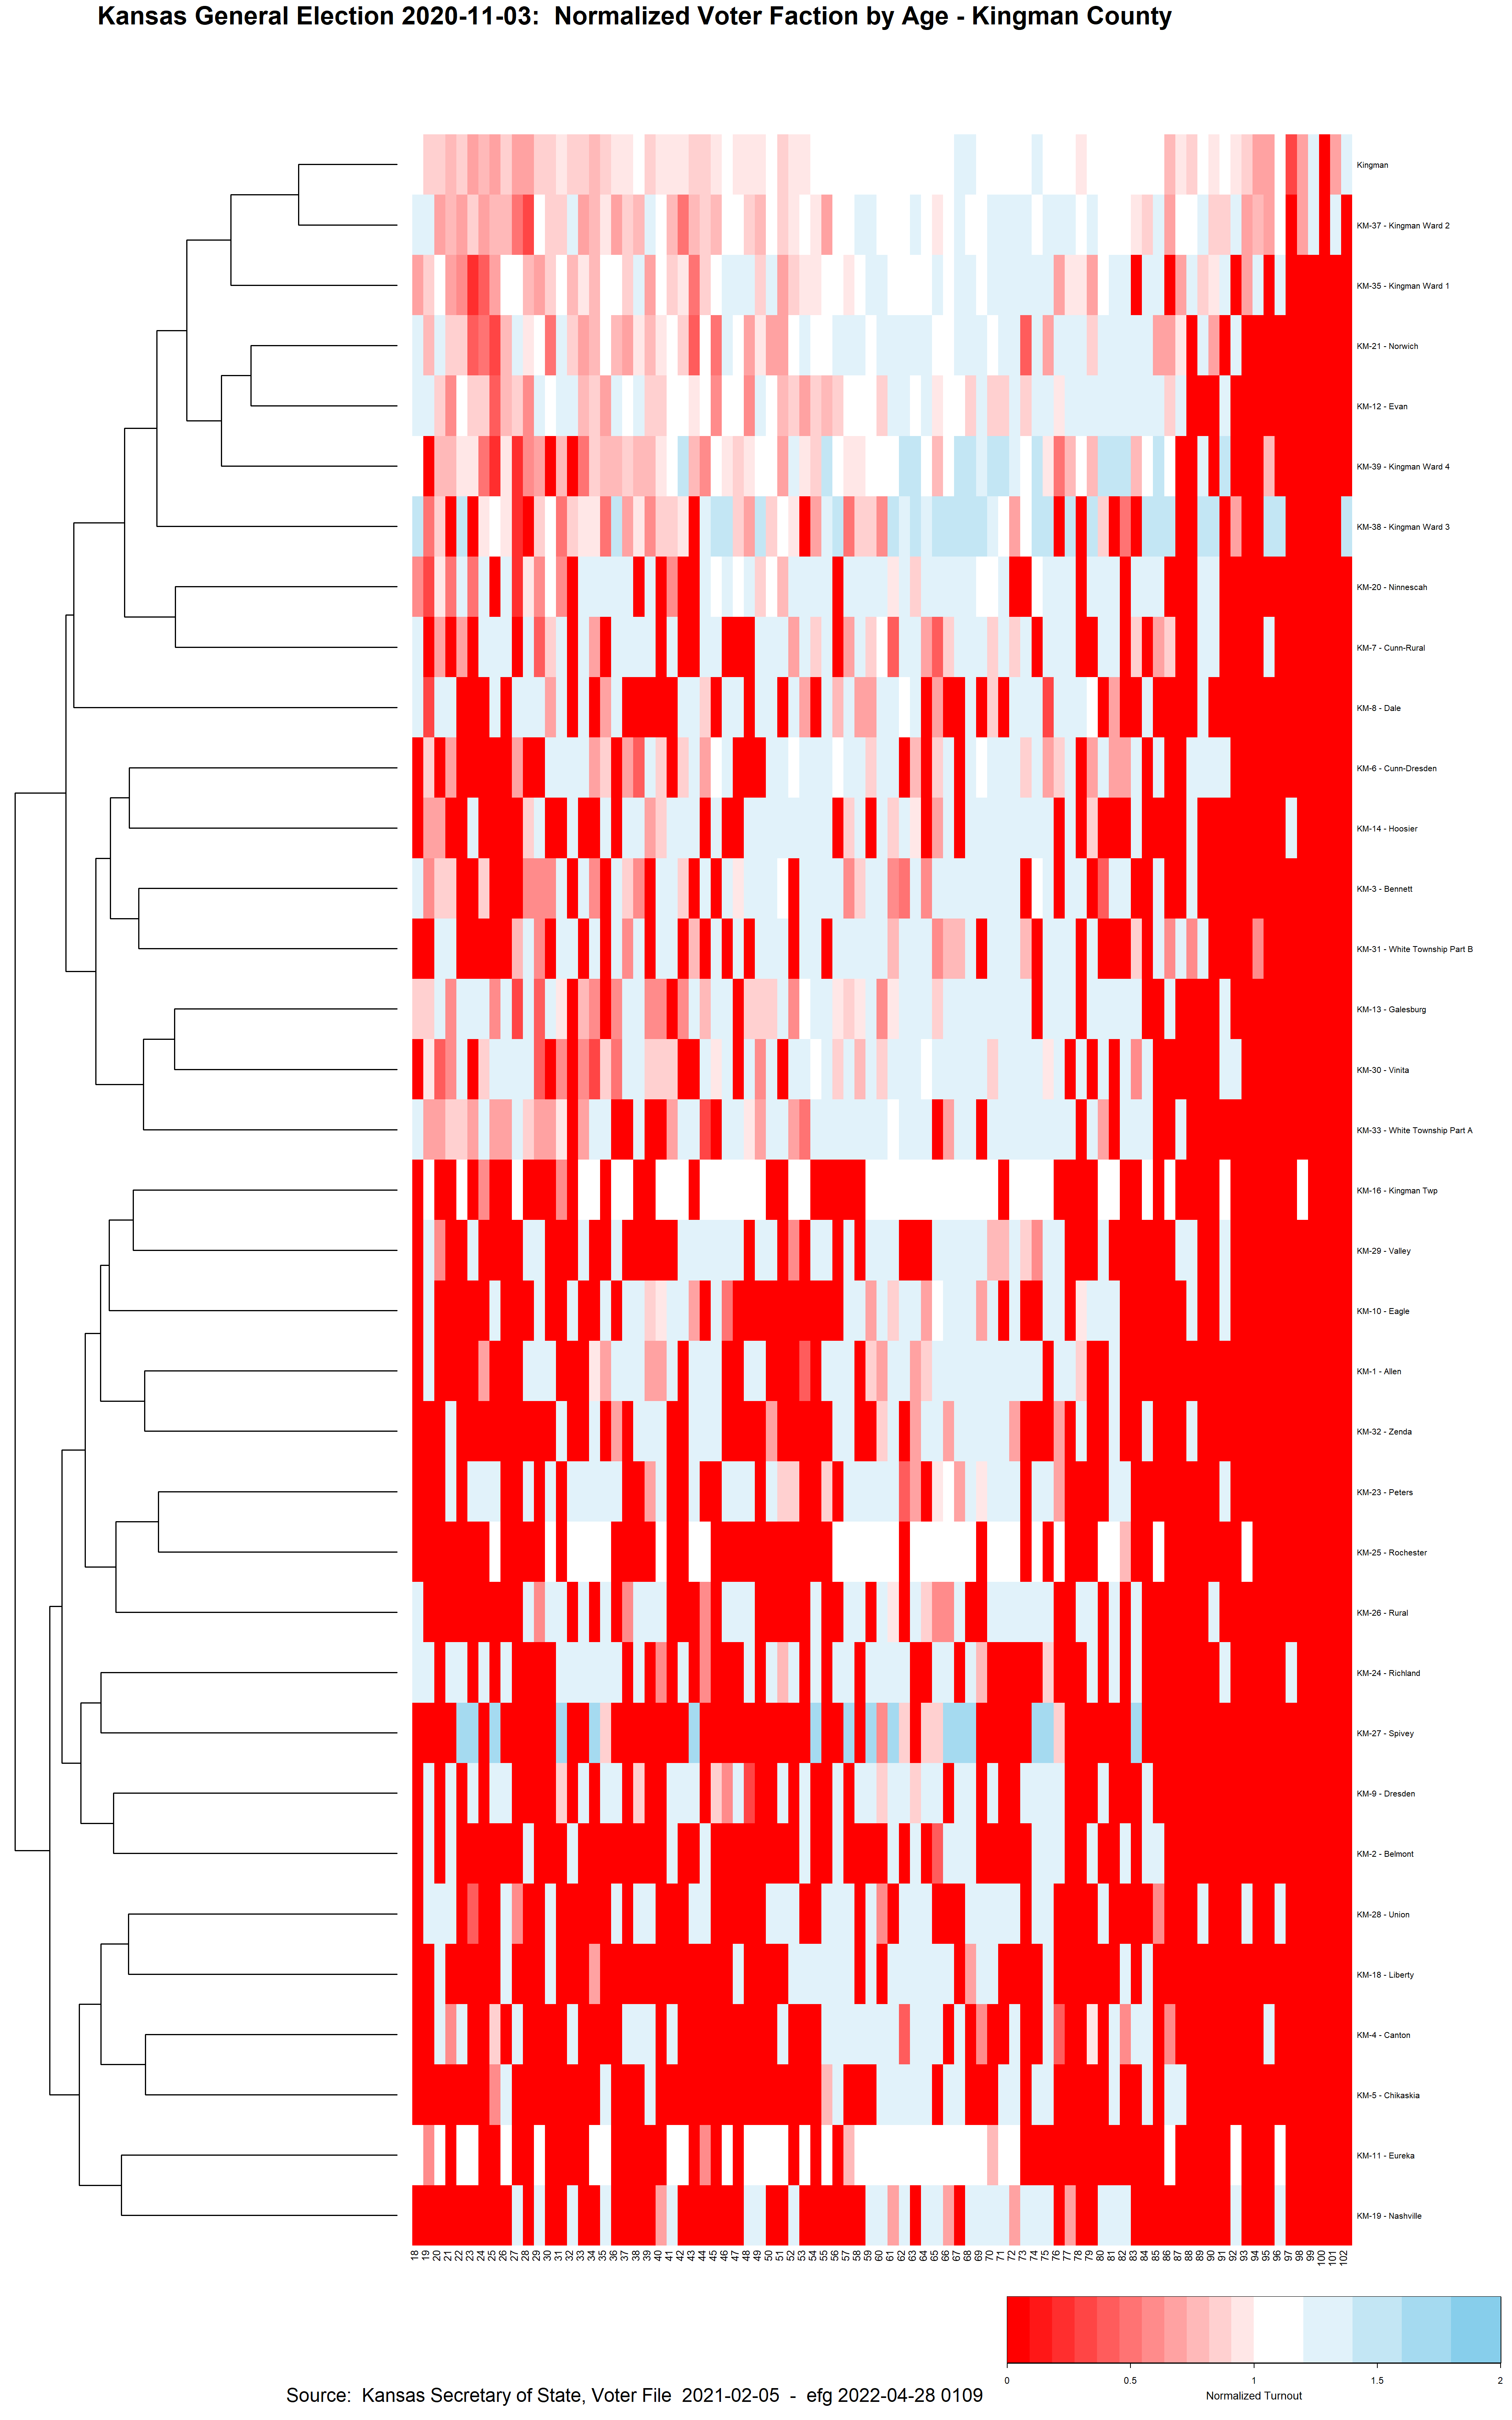 Kansas General Election 2020-11-03:  Normalized Voter Faction by Age - Kingman County
Kingman
KM-37 - Kingman Ward 2
KM-35 - Kingman Ward 1
KM-21 - Norwich
KM-12 - Evan
KM-39 - Kingman Ward 4
KM-38 - Kingman Ward 3
KM-20 - Ninnescah
KM-7 - Cunn-Rural
KM-8 - Dale
KM-6 - Cunn-Dresden
KM-14 - Hoosier
KM-3 - Bennett
KM-31 - White Township Part B
KM-13 - Galesburg
KM-30 - Vinita
KM-33 - White Township Part A
KM-16 - Kingman Twp
KM-29 - Valley
KM-10 - Eagle
KM-1 - Allen
KM-32 - Zenda
KM-23 - Peters
KM-25 - Rochester
KM-26 - Rural
KM-24 - Richland
KM-27 - Spivey
KM-9 - Dresden
KM-2 - Belmont
KM-28 - Union
KM-18 - Liberty
KM-4 - Canton
KM-5 - Chikaskia
KM-11 - Eureka
KM-19 - Nashville
18 19 20 21 22 23 24 25 26 27 28 29 30 31 32 33 34 35 36 37 38 39 40 41 42 43 44 45 46 47 48 49 50 51 52 53 54 55 56 57 58 59 60 61 62 63 64 65 66 67 68 69 70 71 72 73 74 75 76 77 78 79 80 81 82 83 84 85 86 87 88 89 90 91 92 93 94 95 96 97 98 99 100 101 102
0 0.5 1 1.5 2
Normalized Turnout
Source:  Kansas Secretary of State, Voter File  2021-02-05  -  efg 2022-04-28 0109